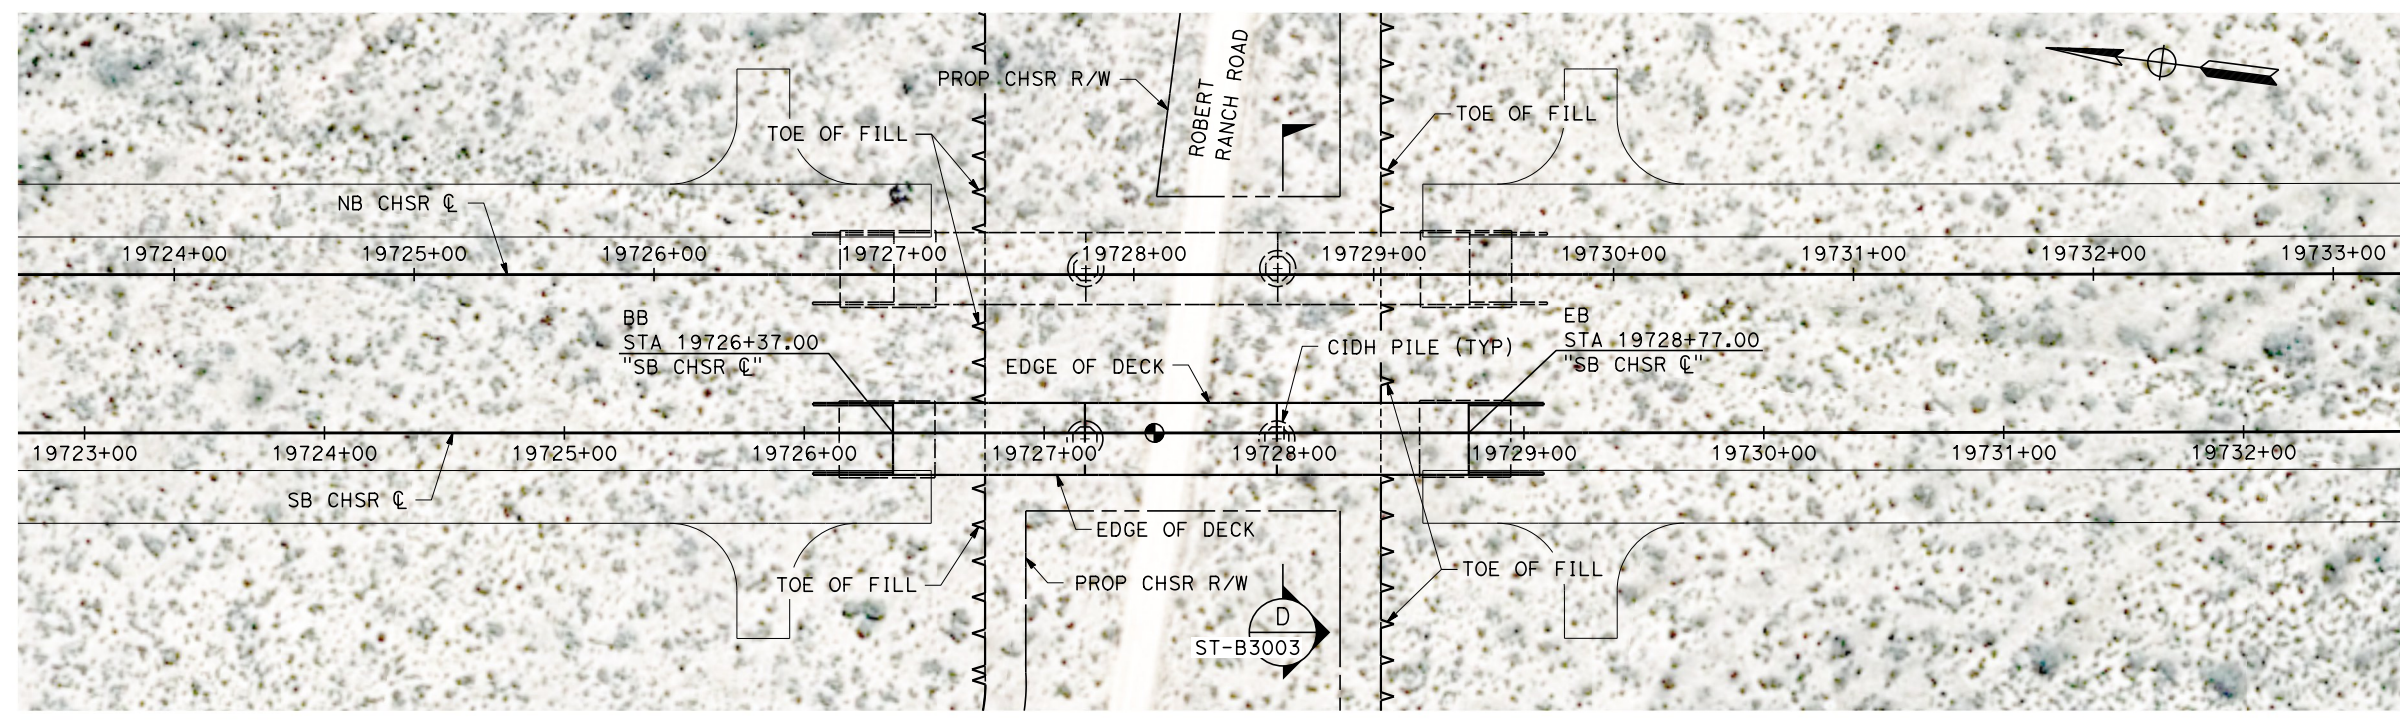 PROP CHSR R/W
ROBERT
RANCH ROAD
TOE OF FILL
TOE OF FILL
NB CHSR ℄
19724+00
19725+00
19726+00
19727+00
19728+00
19729+00
19730+00
19731+00
19732+00
19733+00
BB
STA 19726+37.00
"SB CHSR ℄"
EDGE OF DECK
CIDH PILE (TYP)
EB
STA 19728+77.00
"SB CHSR ℄"
19723+00
19724+00
19725+00
19726+00
19727+00
19728+00
19729+00
19730+00
19731+00
19732+00
SB CHSR ℄
EDGE OF DECK
TOE OF FILL
PROP CHSR R/W
TOE OF FILL
D
ST-B3003